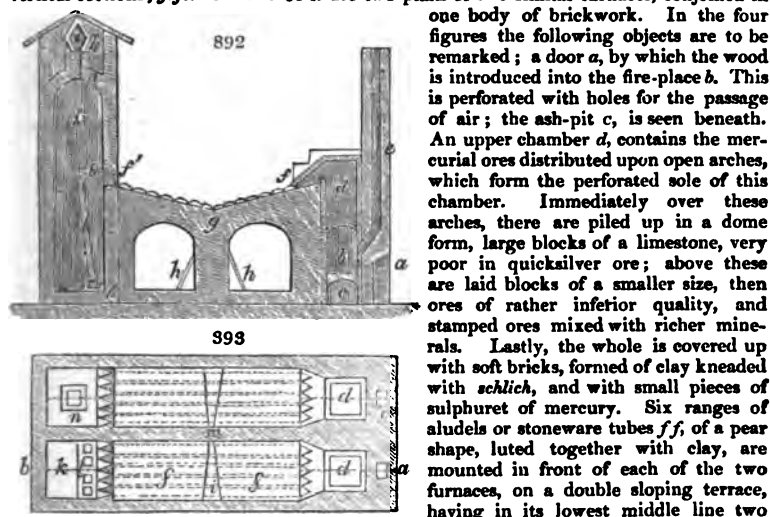 892
one body of brickwork. In the four
figures the following objects are to be
remarked; a door a, by which the wood
is introduced into the fire-place b. This
is perforated with holes for the passage
of air; the ash-pit c, is seen beneath.
An upper chamber d, contains the mer-
curial ores distributed upon open arches,
which form the perforated sole of this
chamber. Immediately over these
arches, there are piled up in a dome
form, large blocks of a limestone, very
poor in quicksilver ore; above these
are laid blocks of a smaller size, then
ores of rather inferior quality, and
stamped ores mixed with richer mine-
rals. Lastly, the whole is covered up
with soft bricks, formed of clay kneaded
with schlich, and with small pieces of
sulphuret of mercury. Six ranges of
aludels or stoneware tubes f f, of a pear
shape, luted together with clay, are
mounted in front of each of the two
furnaces, on a double sloping terrace,
having in its lowest middle line two
f' f
g
h h
a
893
n m d
b k f i f d a